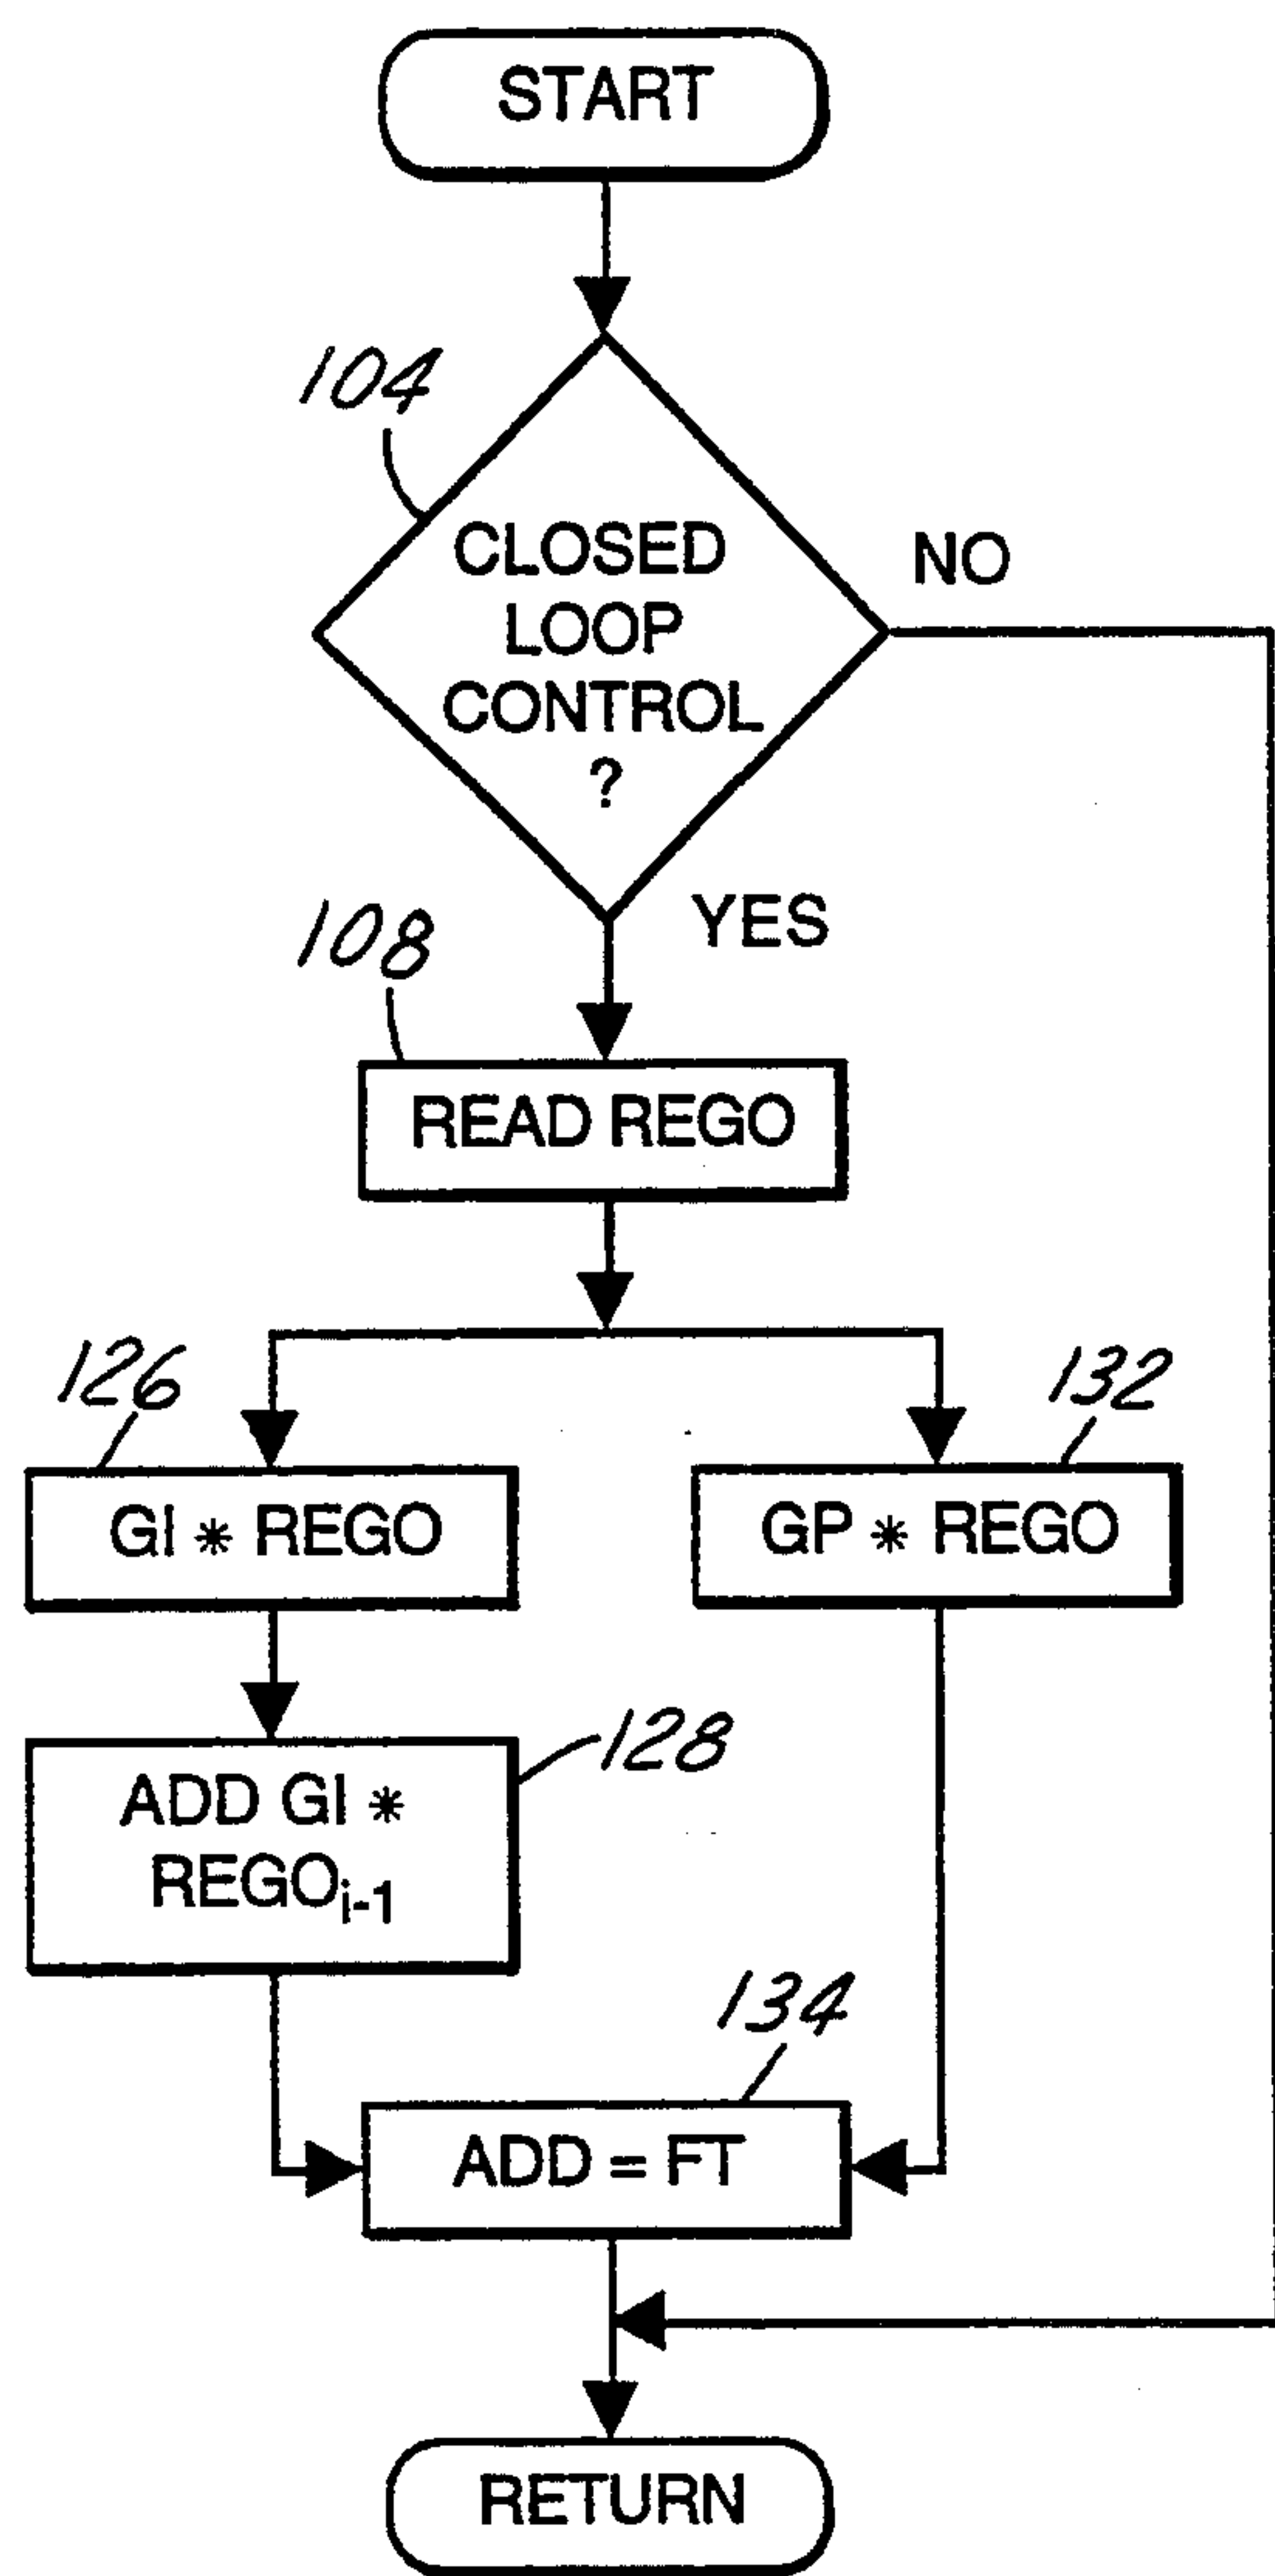 START
104
CLOSED
LOOP
CONTROL
?
NO
YES
108
READ REGO
126
132
GI * REGO
GP * REGO
128
ADD GI *
REGOi-1
134
ADD = F̅T̅
RETURN